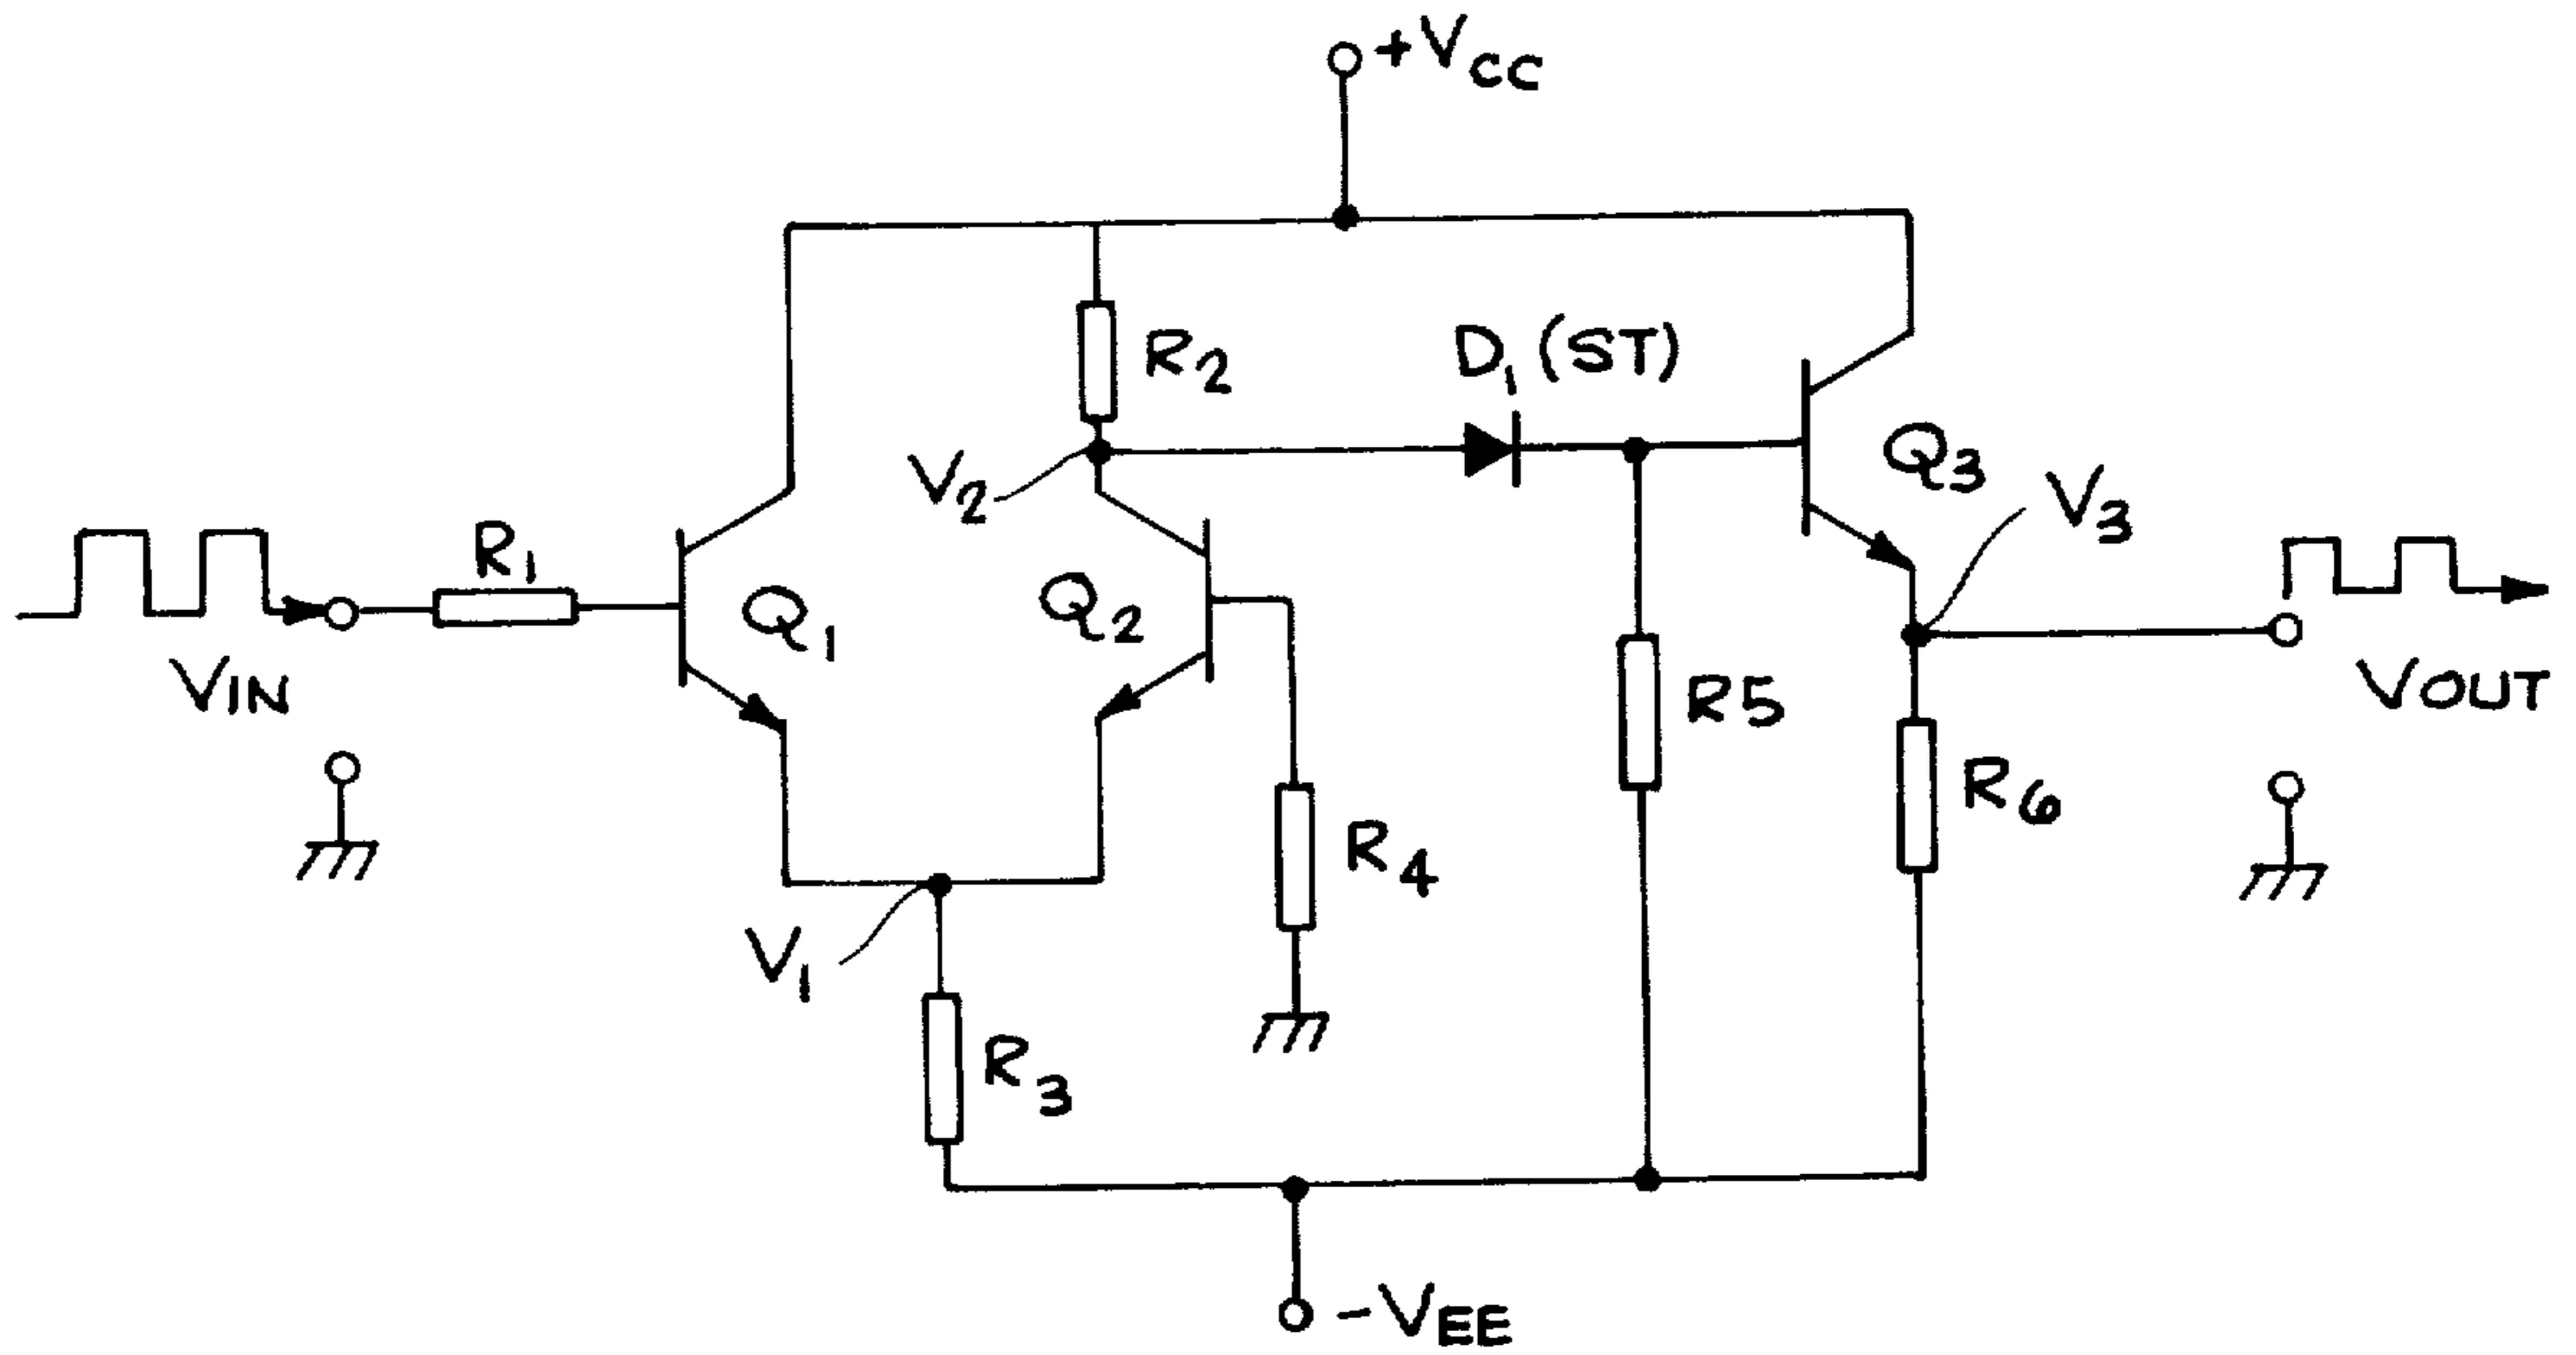 +VCC
R2
D1 (ST)
Q3
V2
V3
R1
Q1
Q2
VIN
R5
VOUT
R6
R4
V1
R3
-VEE